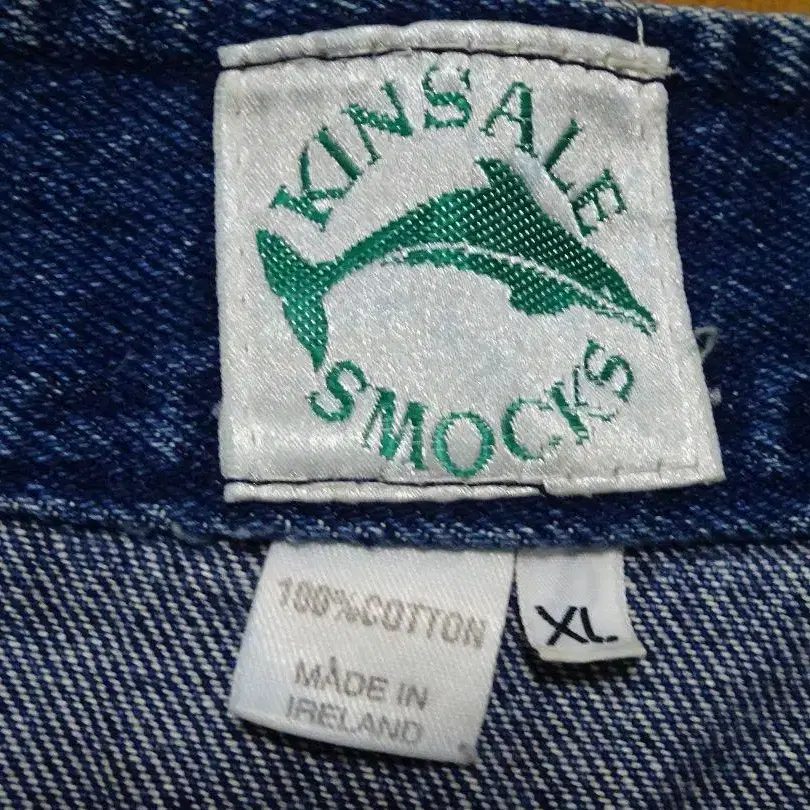 KINSALE
SMOCKS
100%COTTON
MADE IN
IRELAND
XL